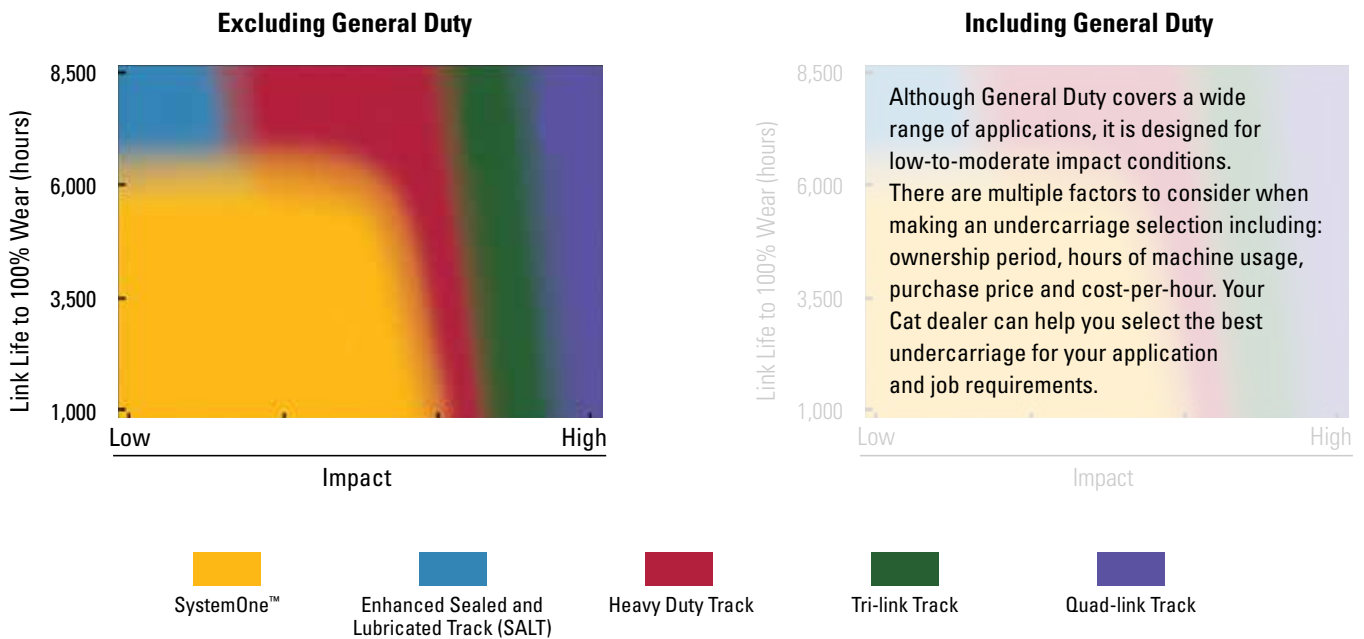 Excluding General Duty
Link Life to 100% Wear (hours)
8,500
6,000
3,500
1,000
Low
High
Impact
Including General Duty
Link Life to 100% Wear (hours)
8,500
6,000
3,500
1,000
Although General Duty covers a wide
range of applications, it is designed for
low-to-moderate impact conditions.
There are multiple factors to consider when
making an undercarriage selection including:
ownership period, hours of machine usage,
purchase price and cost-per-hour. Your
Cat dealer can help you select the best
undercarriage for your application
and job requirements.
Low
High
Impact
SystemOne™
Enhanced Sealed and
Lubricated Track (SALT)
Heavy Duty Track
Tri-link Track
Quad-link Track